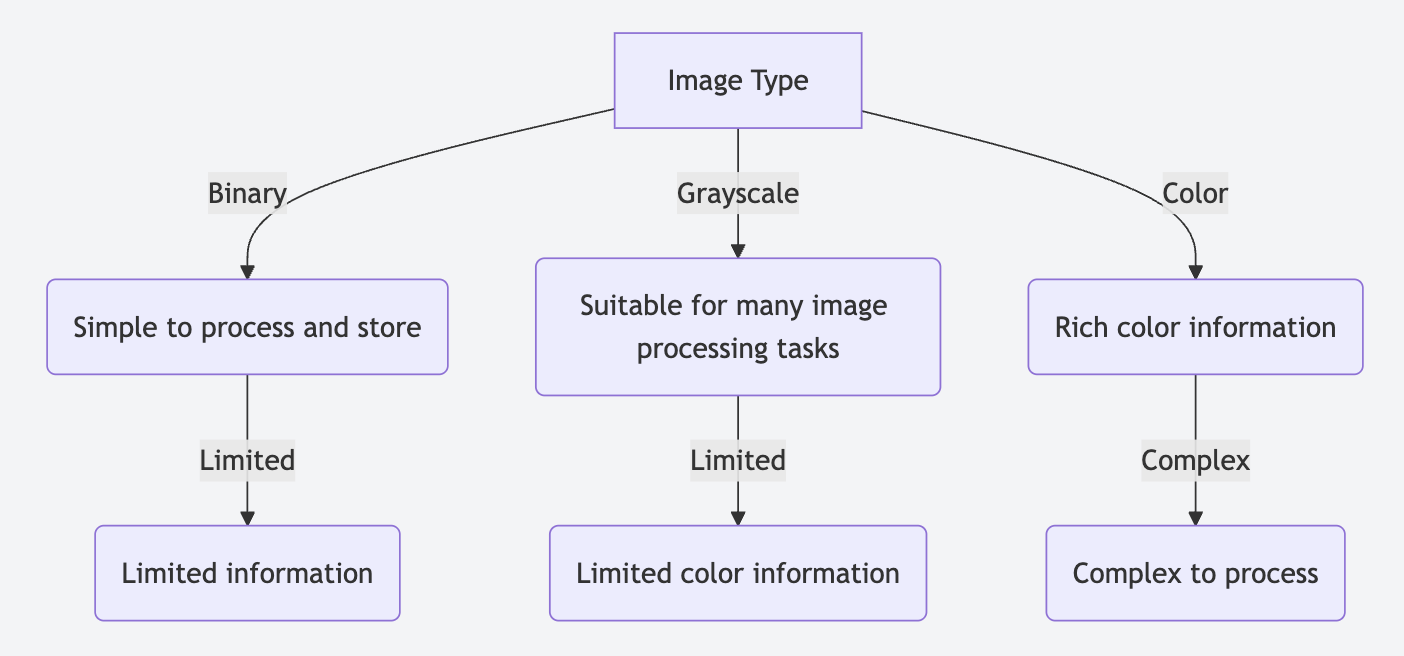 Image Type
Binary
Grayscale
Color
Simple to process and store
Suitable for many image
processing tasks
Rich color information
Limited
Limited
Complex
Limited information
Limited color information
Complex to process